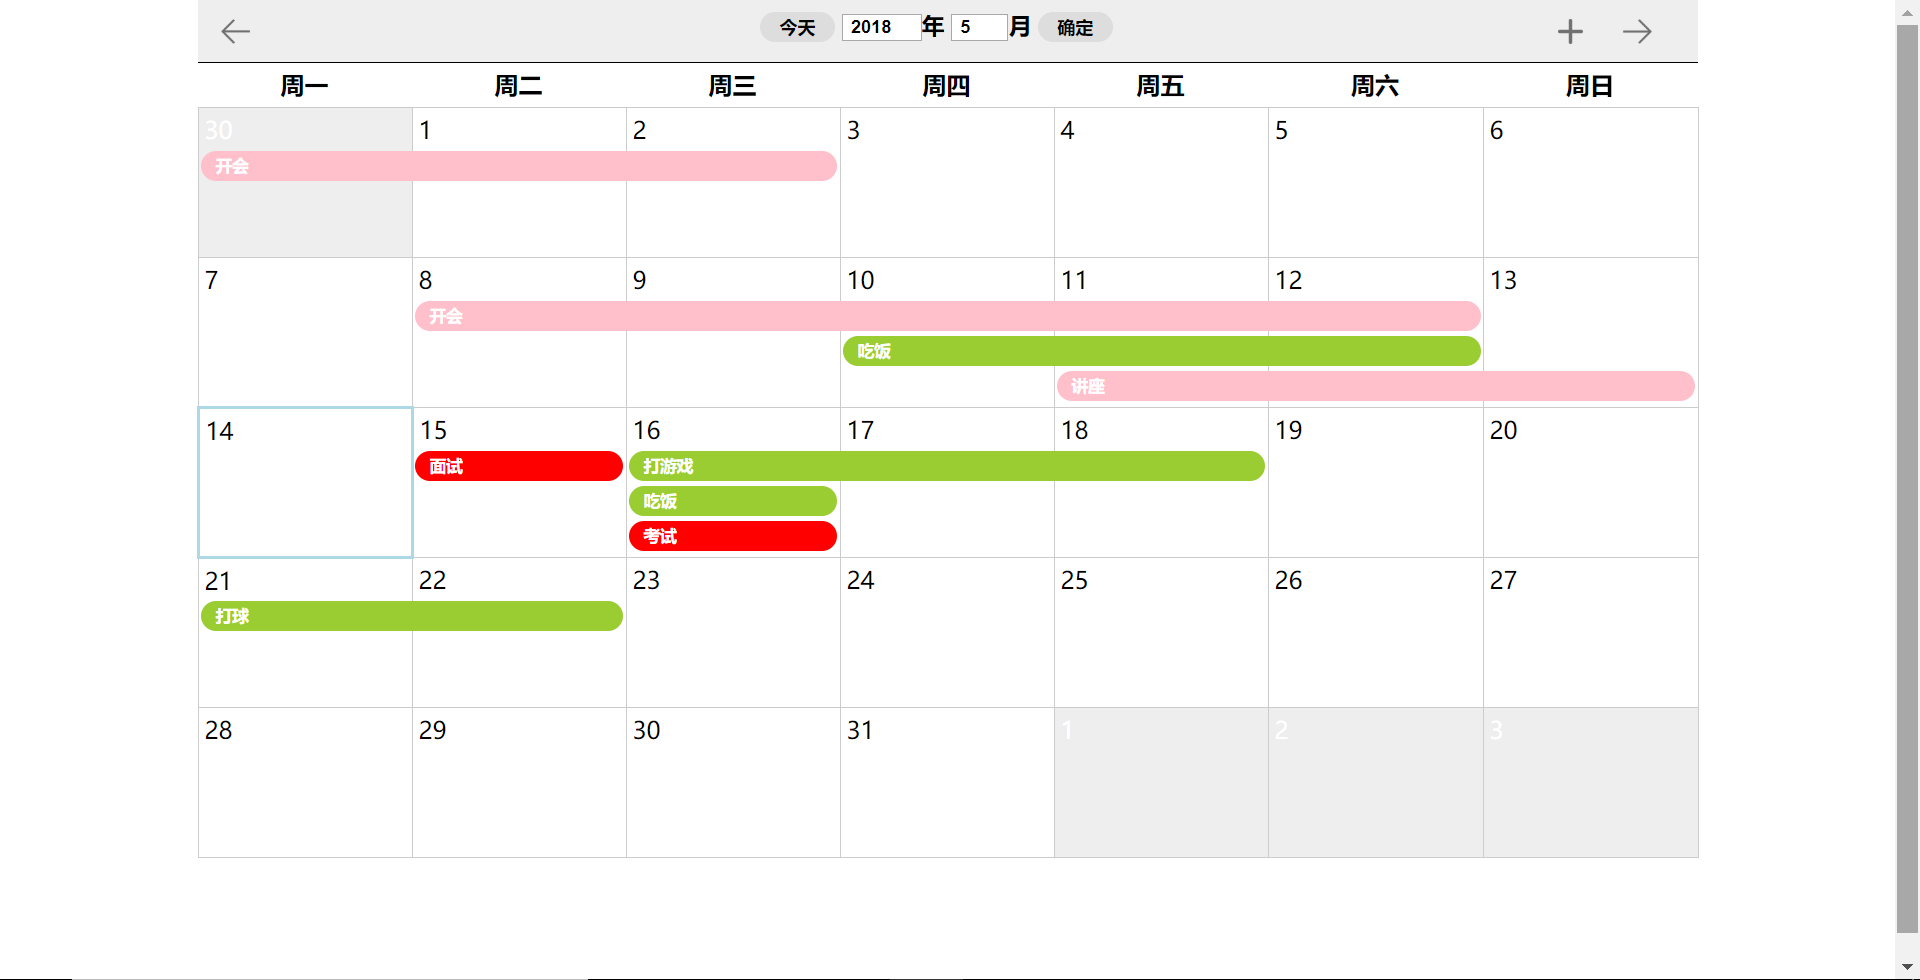 今天 2018 年 5 月 确定
周一 周二 周三 周四 周五 周六 周日
30 1 2 3 4 5 6
开会
7 8 9 10 11 12 13
开会
吃饭
讲座
14 15 16 17 18 19 20
面试 打游戏
吃饭
考试
21 22 23 24 25 26 27
打球
28 29 30 31 1 2 3